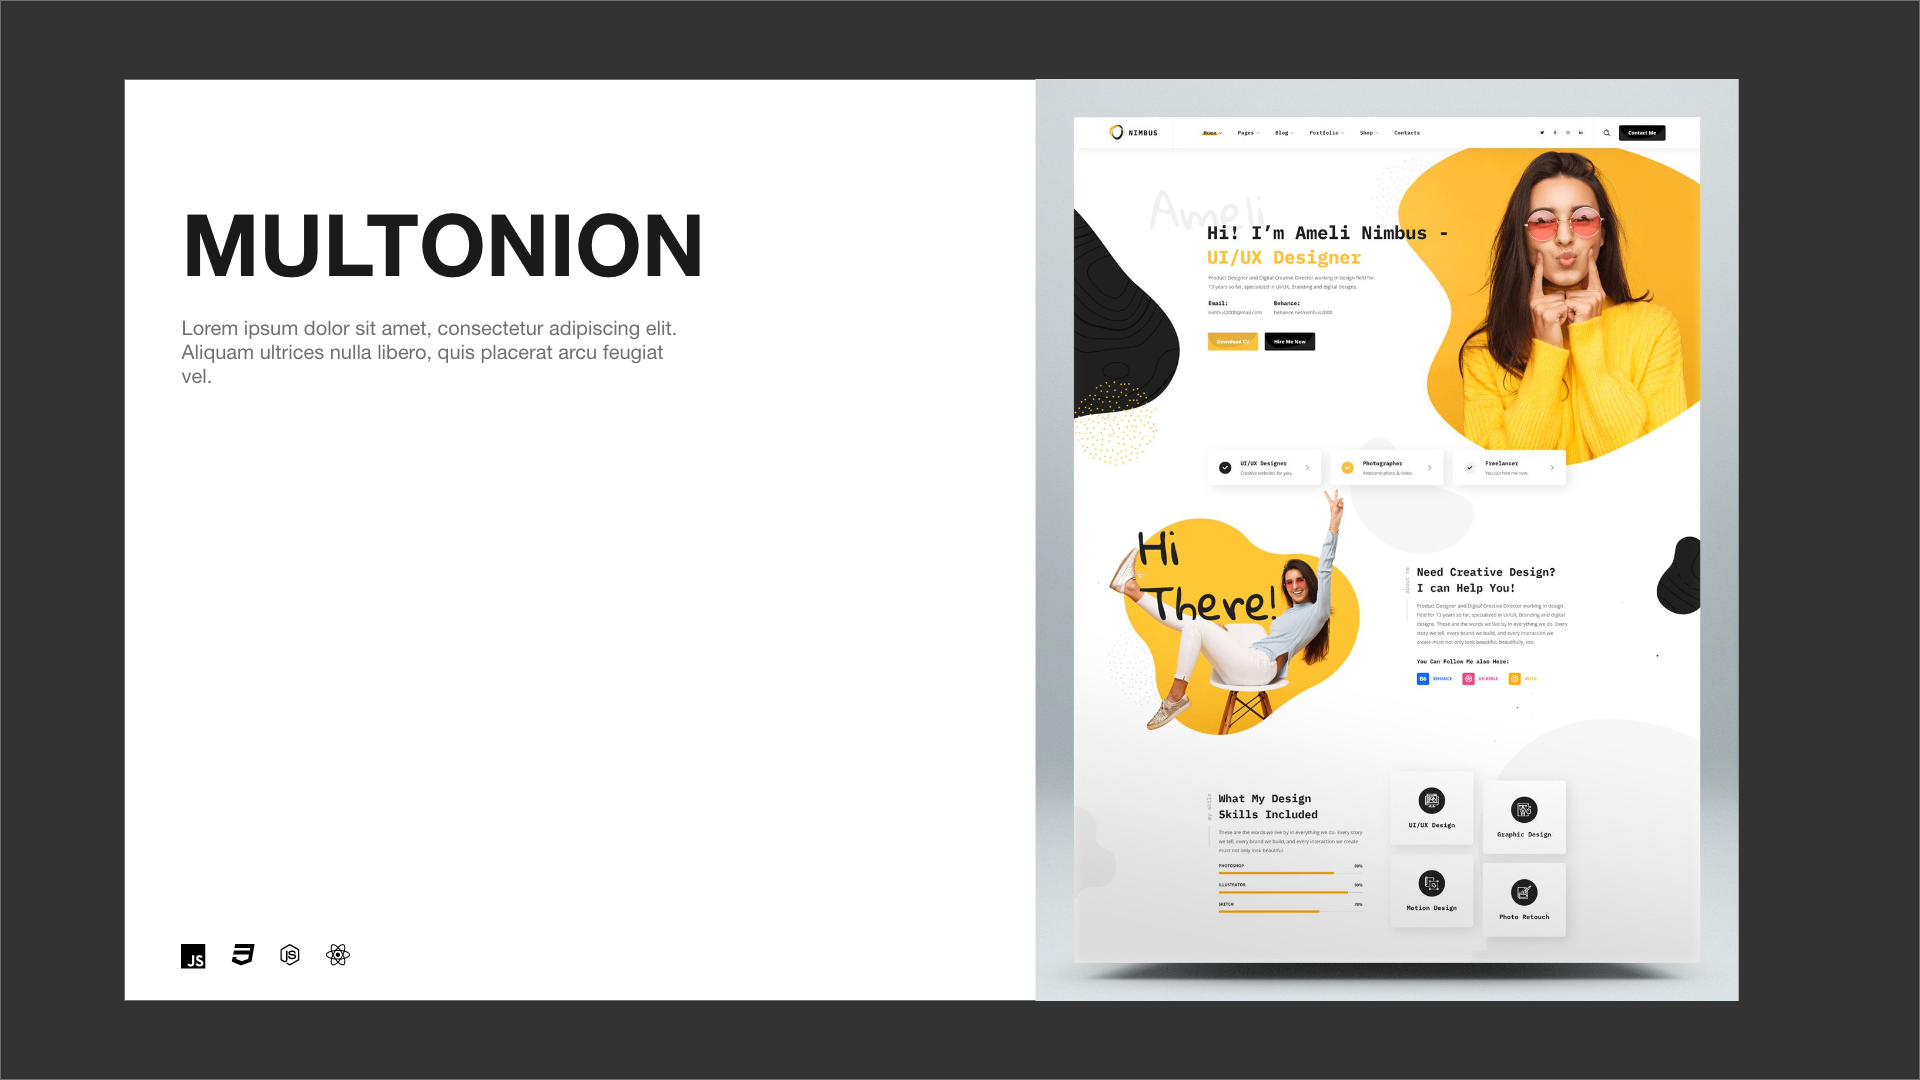 MULTONION
Lorem ipsum dolor sit amet, consectetur adipiscing elit.
Aliquam ultrices nulla libero, quis placerat arcu feugiat
vel.
JS
JS
NIMBUS
Home Pages Blog Portfolio Shop Contacts
Contact Me
Ameli
Hi! I’m Ameli Nimbus -
UI/UX Designer
Product Designer and Digital Creative Director working in design field for
13 years so far, specialized in UI/UX, Branding and digital designs.
Email: Behance:
nimbus2000@mail.com behance.net/nimbus2000
Download CV Hire Me Now
UI/UX Designer
Creative websites for you.
Photographer
Awesome photo & video.
Freelancer
You can hire me now.
Hi
There!
about me
Need Creative Design?
I can Help You!
Product Designer and Digital Creative Director working in design
field for 13 years so far, specialized in UI/UX, Branding and digital
designs. These are the words we live by in everything we do. Every
story we tell, every brand we build, and every interaction we
create must not only look beautiful. beautifully, too.
You Can Follow Me also Here:
Bē BEHANCE DRIBBLE
my skills
What My Design
Skills Included
These are the words we live by in everything we do. Every story
we tell, every brand we build, and every interaction we create
must not only look beautiful.
PHOTOSHOP
ILLUSTRATOR 90%
SKETCH
UI/UX Design
Graphic Design
Motion Design
Photo Retouch